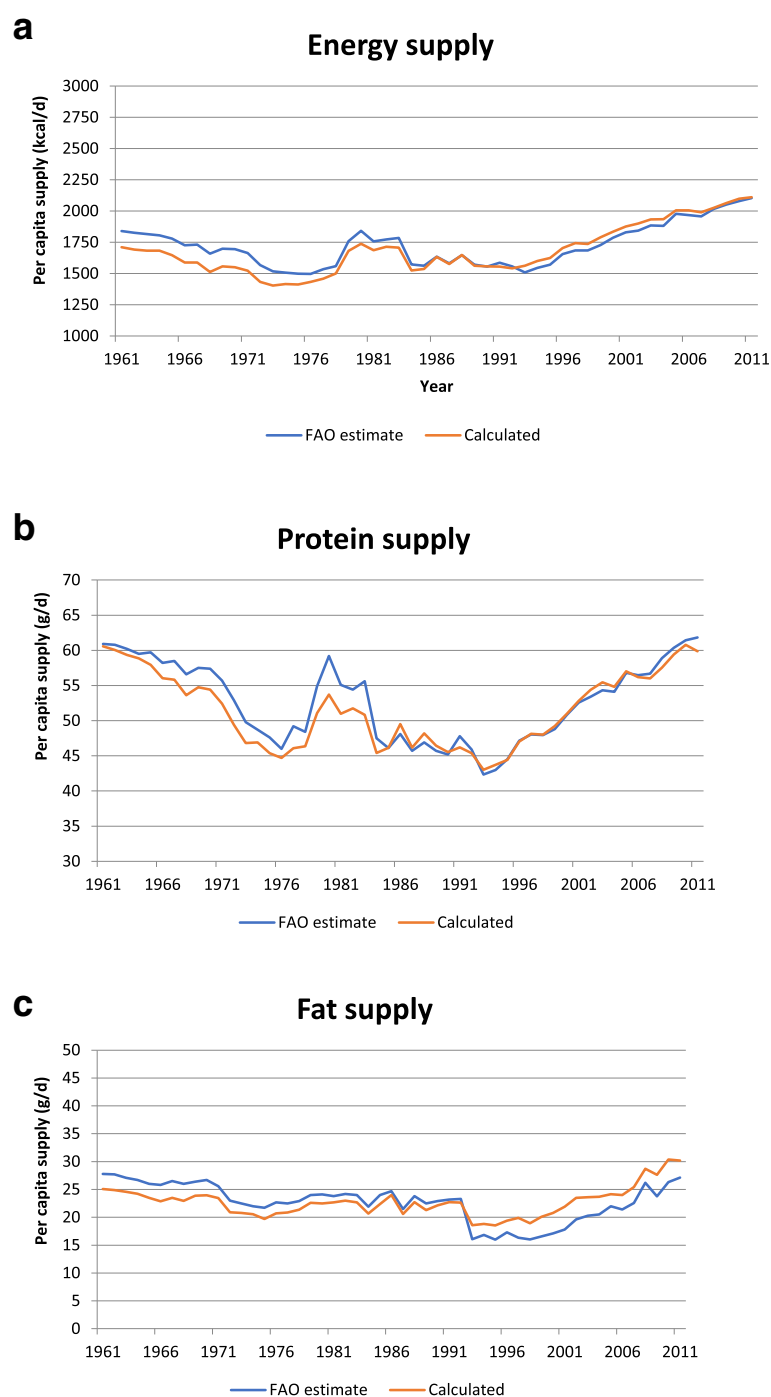 a
Energy supply
Per capita supply (kcal/d)
3000
2750
2500
2250
2000
1750
1500
1250
1000
1961 1966 1971 1976 1981 1986 1991 1996 2001 2006 2011
Year
FAO estimate Calculated
b
Protein supply
Per capita supply (g/d)
70
65
60
55
50
45
40
35
30
1961 1966 1971 1976 1981 1986 1991 1996 2001 2006 2011
FAO estimate Calculated
c
Fat supply
Per capita supply (g/d)
50
45
40
35
30
25
20
15
10
5
0
1961 1966 1971 1976 1981 1986 1991 1996 2001 2006 2011
FAO estimate Calculated